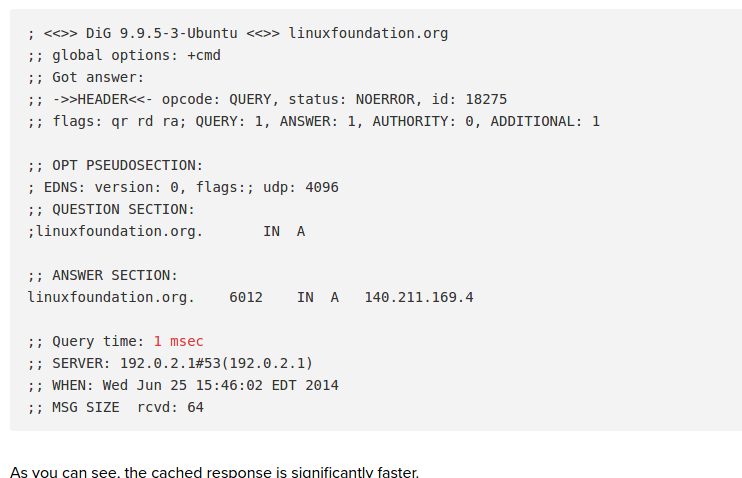 ; <<>> DiG 9.9.5-3-Ubuntu <<>> linuxfoundation.org
;; global options: +cmd
;; Got answer:
;; ->>HEADER<<- opcode: QUERY, status: NOERROR, id: 18275
;; flags: qr rd ra; QUERY: 1, ANSWER: 1, AUTHORITY: 0, ADDITIONAL: 1
;; OPT PSEUDOSECTION:
; EDNS: version: 0, flags:; udp: 4096
;; QUESTION SECTION:
;linuxfoundation.org. IN A
;; ANSWER SECTION:
linuxfoundation.org. 6012 IN A 140.211.169.4
;; Query time: 1 msec
;; SERVER: 192.0.2.1#53(192.0.2.1)
;; WHEN: Wed Jun 25 15:46:02 EDT 2014
;; MSG SIZE rcvd: 64
As you can see, the cached response is significantly faster.